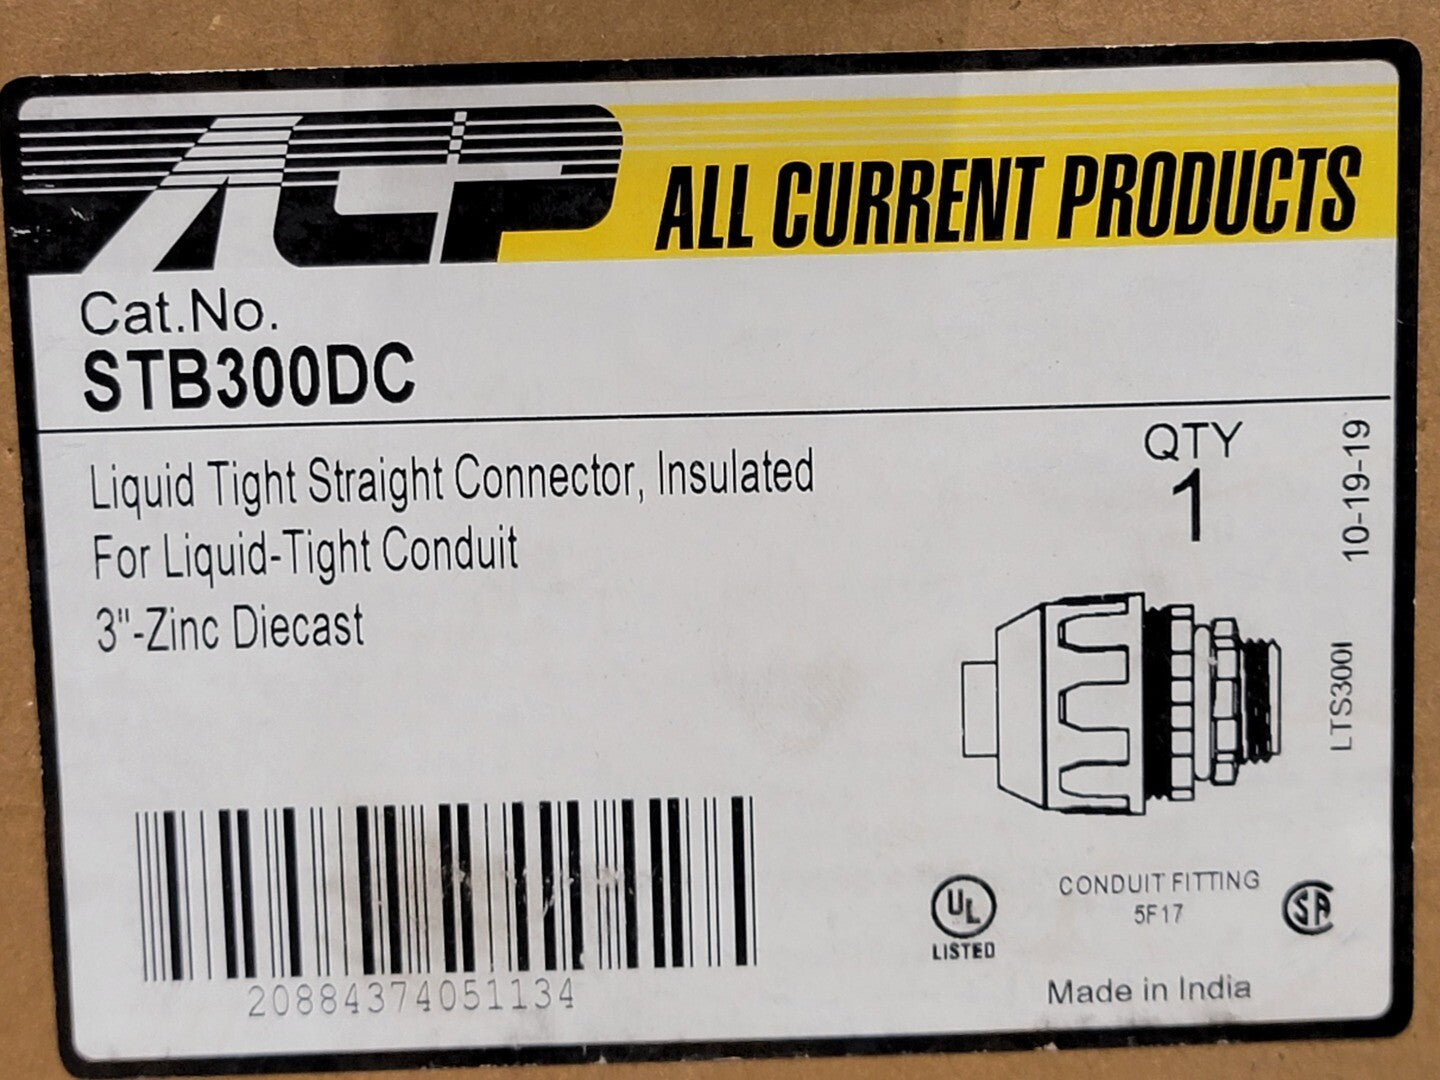 ACP ALL CURRENT PRODUCTS
Cat.No.
STB300DC
Liquid Tight Straight Connector, Insulated
For Liquid-Tight Conduit
3"-Zinc Diecast
QTY
1
10-19-19
LTS300I
20884374051134
UL
LISTED
CONDUIT FITTING
5F17
SA
Made in India